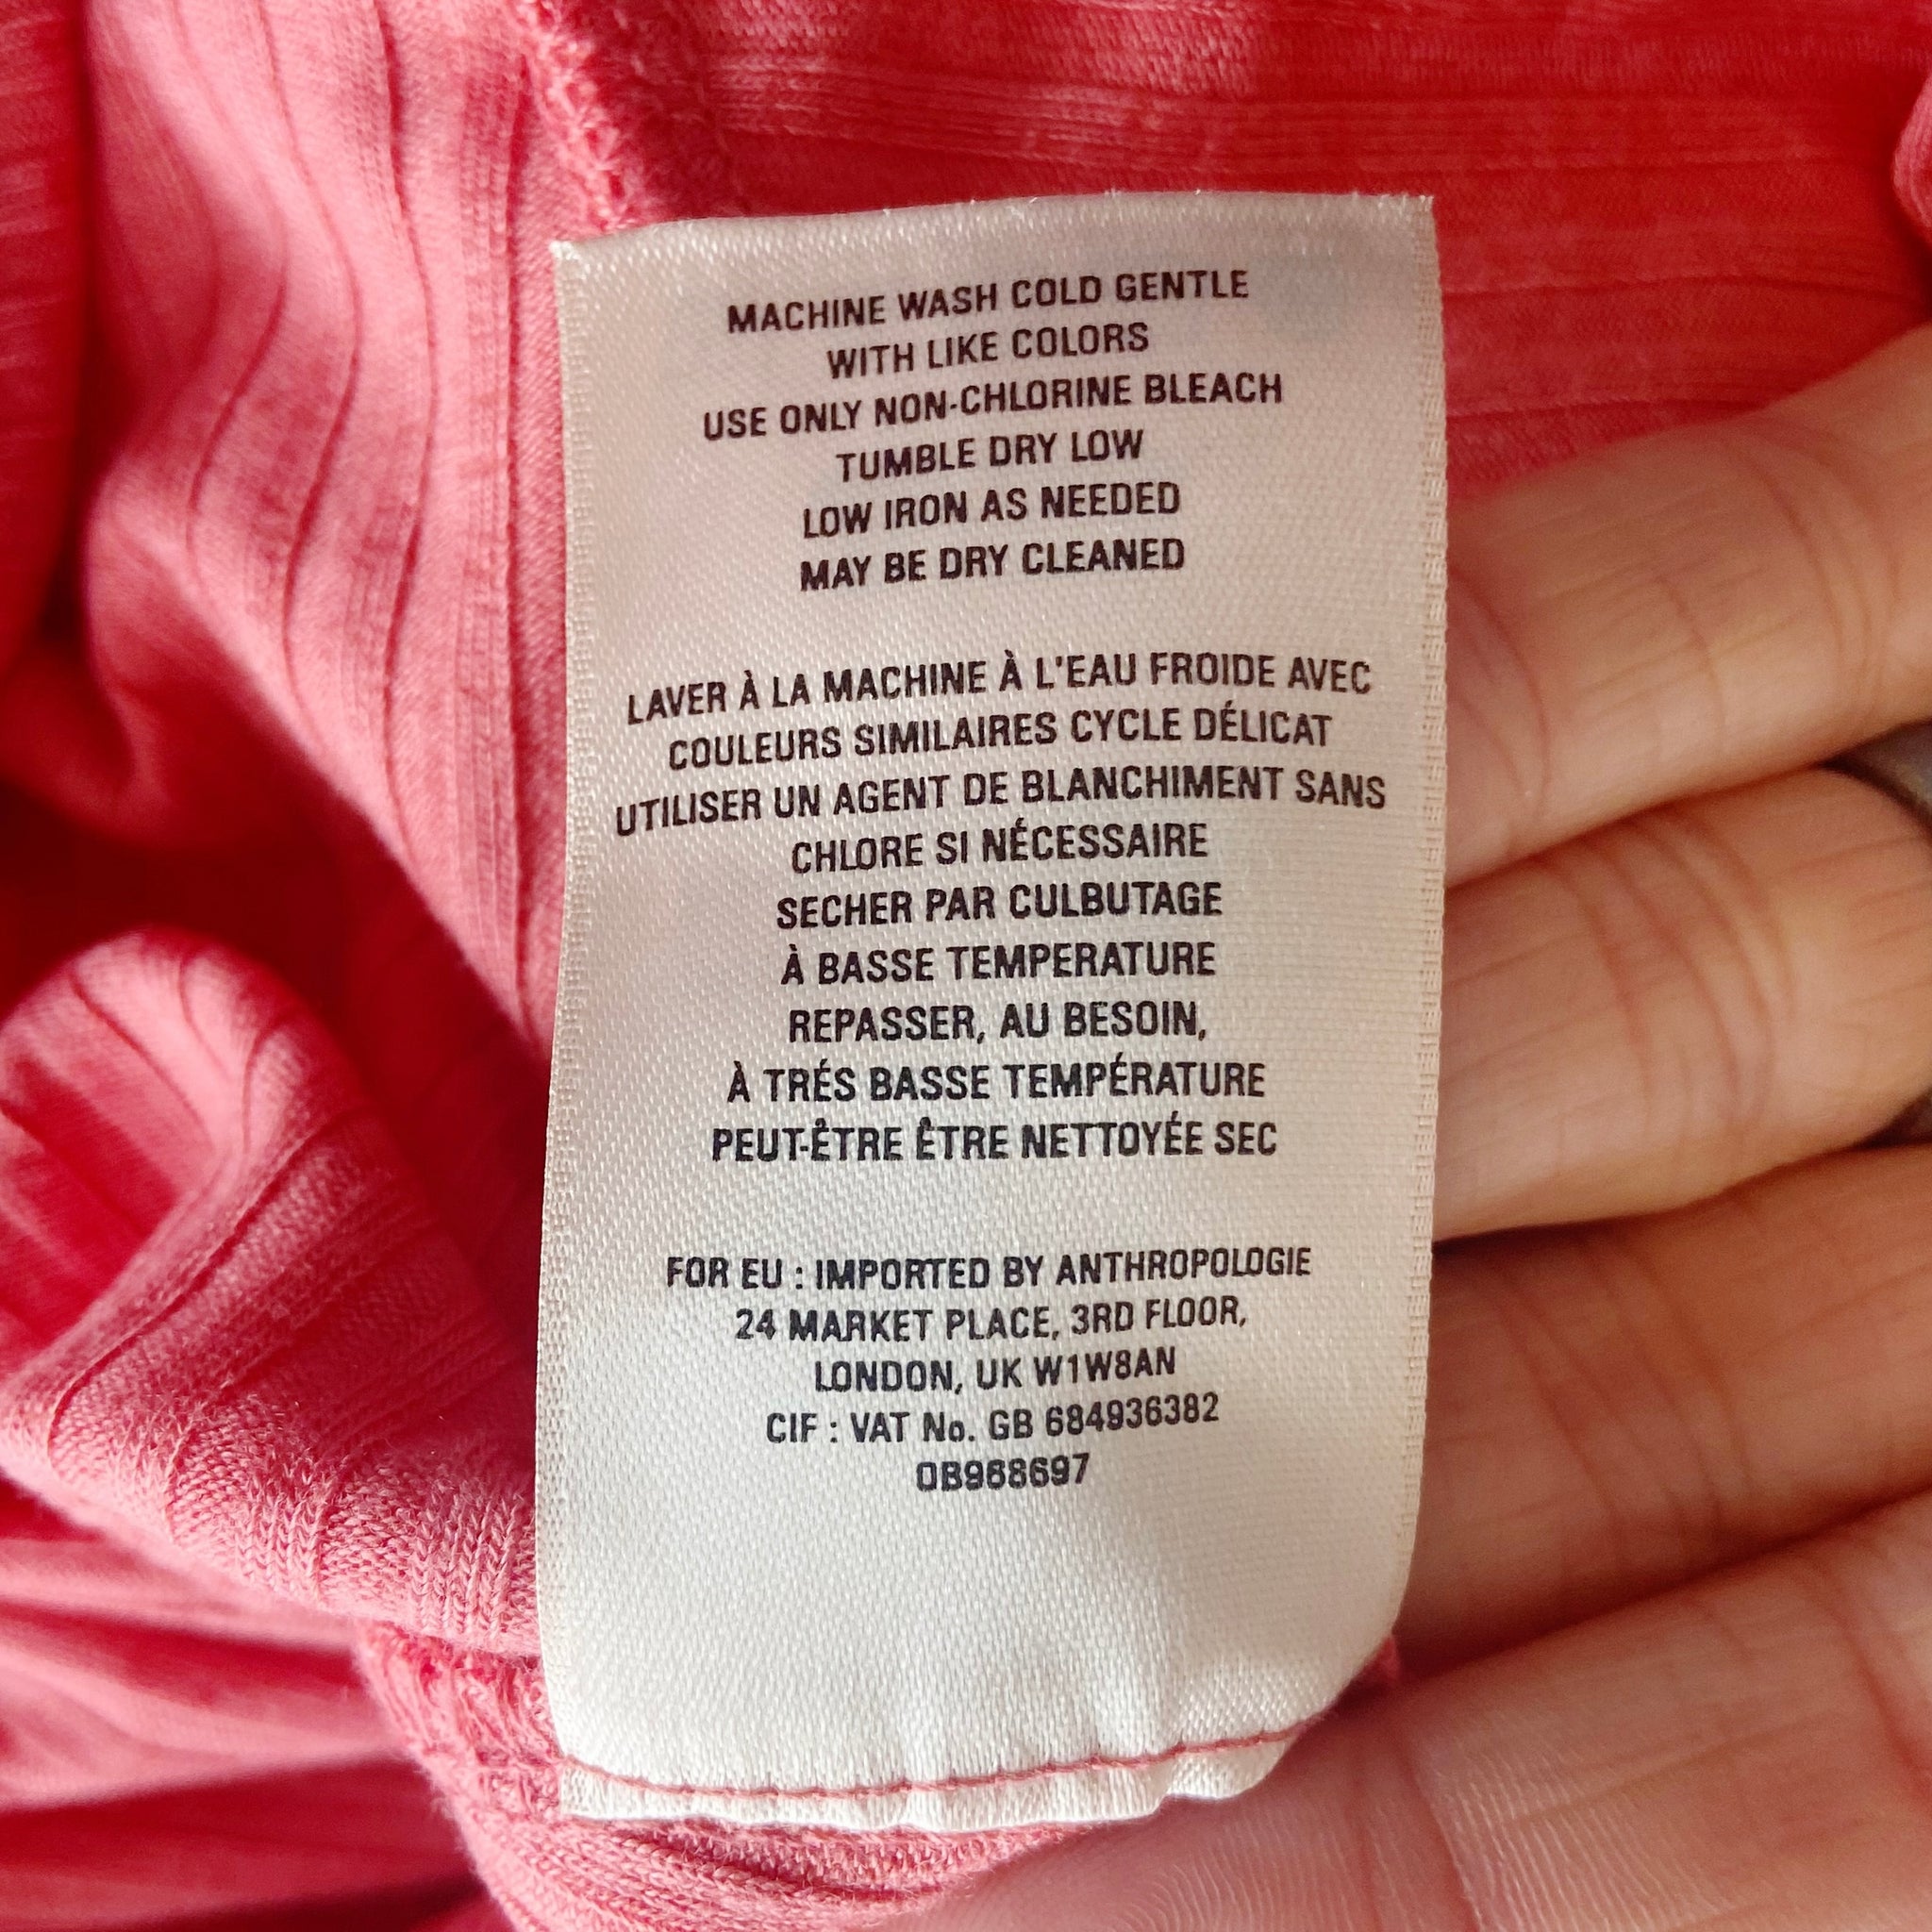 MACHINE WASH COLD GENTLE
WITH LIKE COLORS
USE ONLY NON-CHLORINE BLEACH
TUMBLE DRY LOW
LOW IRON AS NEEDED
MAY BE DRY CLEANED
LAVER À LA MACHINE À L'EAU FROIDE AVEC
COULEURS SIMILAIRES CYCLE DÉLICAT
UTILISER UN AGENT DE BLANCHIMENT SANS
CHLORE SI NÉCESSAIRE
SECHER PAR CULBUTAGE
À BASSE TEMPERATURE
REPASSER, AU BESOIN,
À TRÉS BASSE TEMPÉRATURE
PEUT-ÊTRE ÊTRE NETTOYÉE SEC
FOR EU : IMPORTED BY ANTHROPOLOGIE
24 MARKET PLACE, 3RD FLOOR,
LONDON, UK W1W8AN
CIF : VAT No. GB 684936382
OB968697